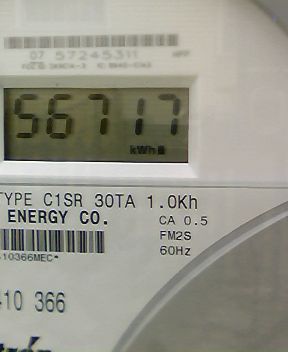 07 57245311
56717
kWh
TYPE C1SR 30TA 1.0Kh
ENERGY CO.
CA 0.5
FM2S
60Hz
10366MEC*
10 366